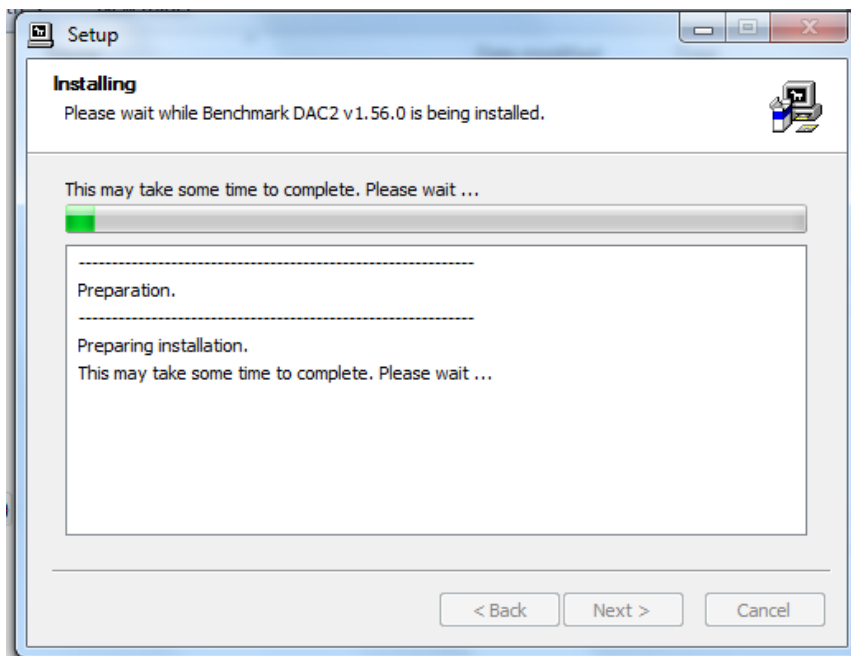 Setup
Installing
Please wait while Benchmark DAC2 v1.56.0 is being installed.
This may take some time to complete. Please wait ...
------------------------------------------------------------
Preparation.
------------------------------------------------------------
Preparing installation.
This may take some time to complete. Please wait ...
< Back
Next >
Cancel